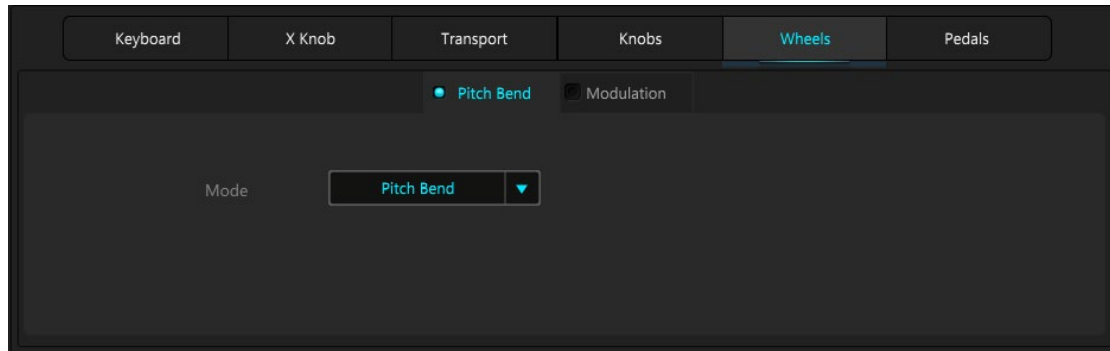 Keyboard X Knob Transport Knobs Wheels Pedals
Pitch Bend Modulation
Mode Pitch Bend